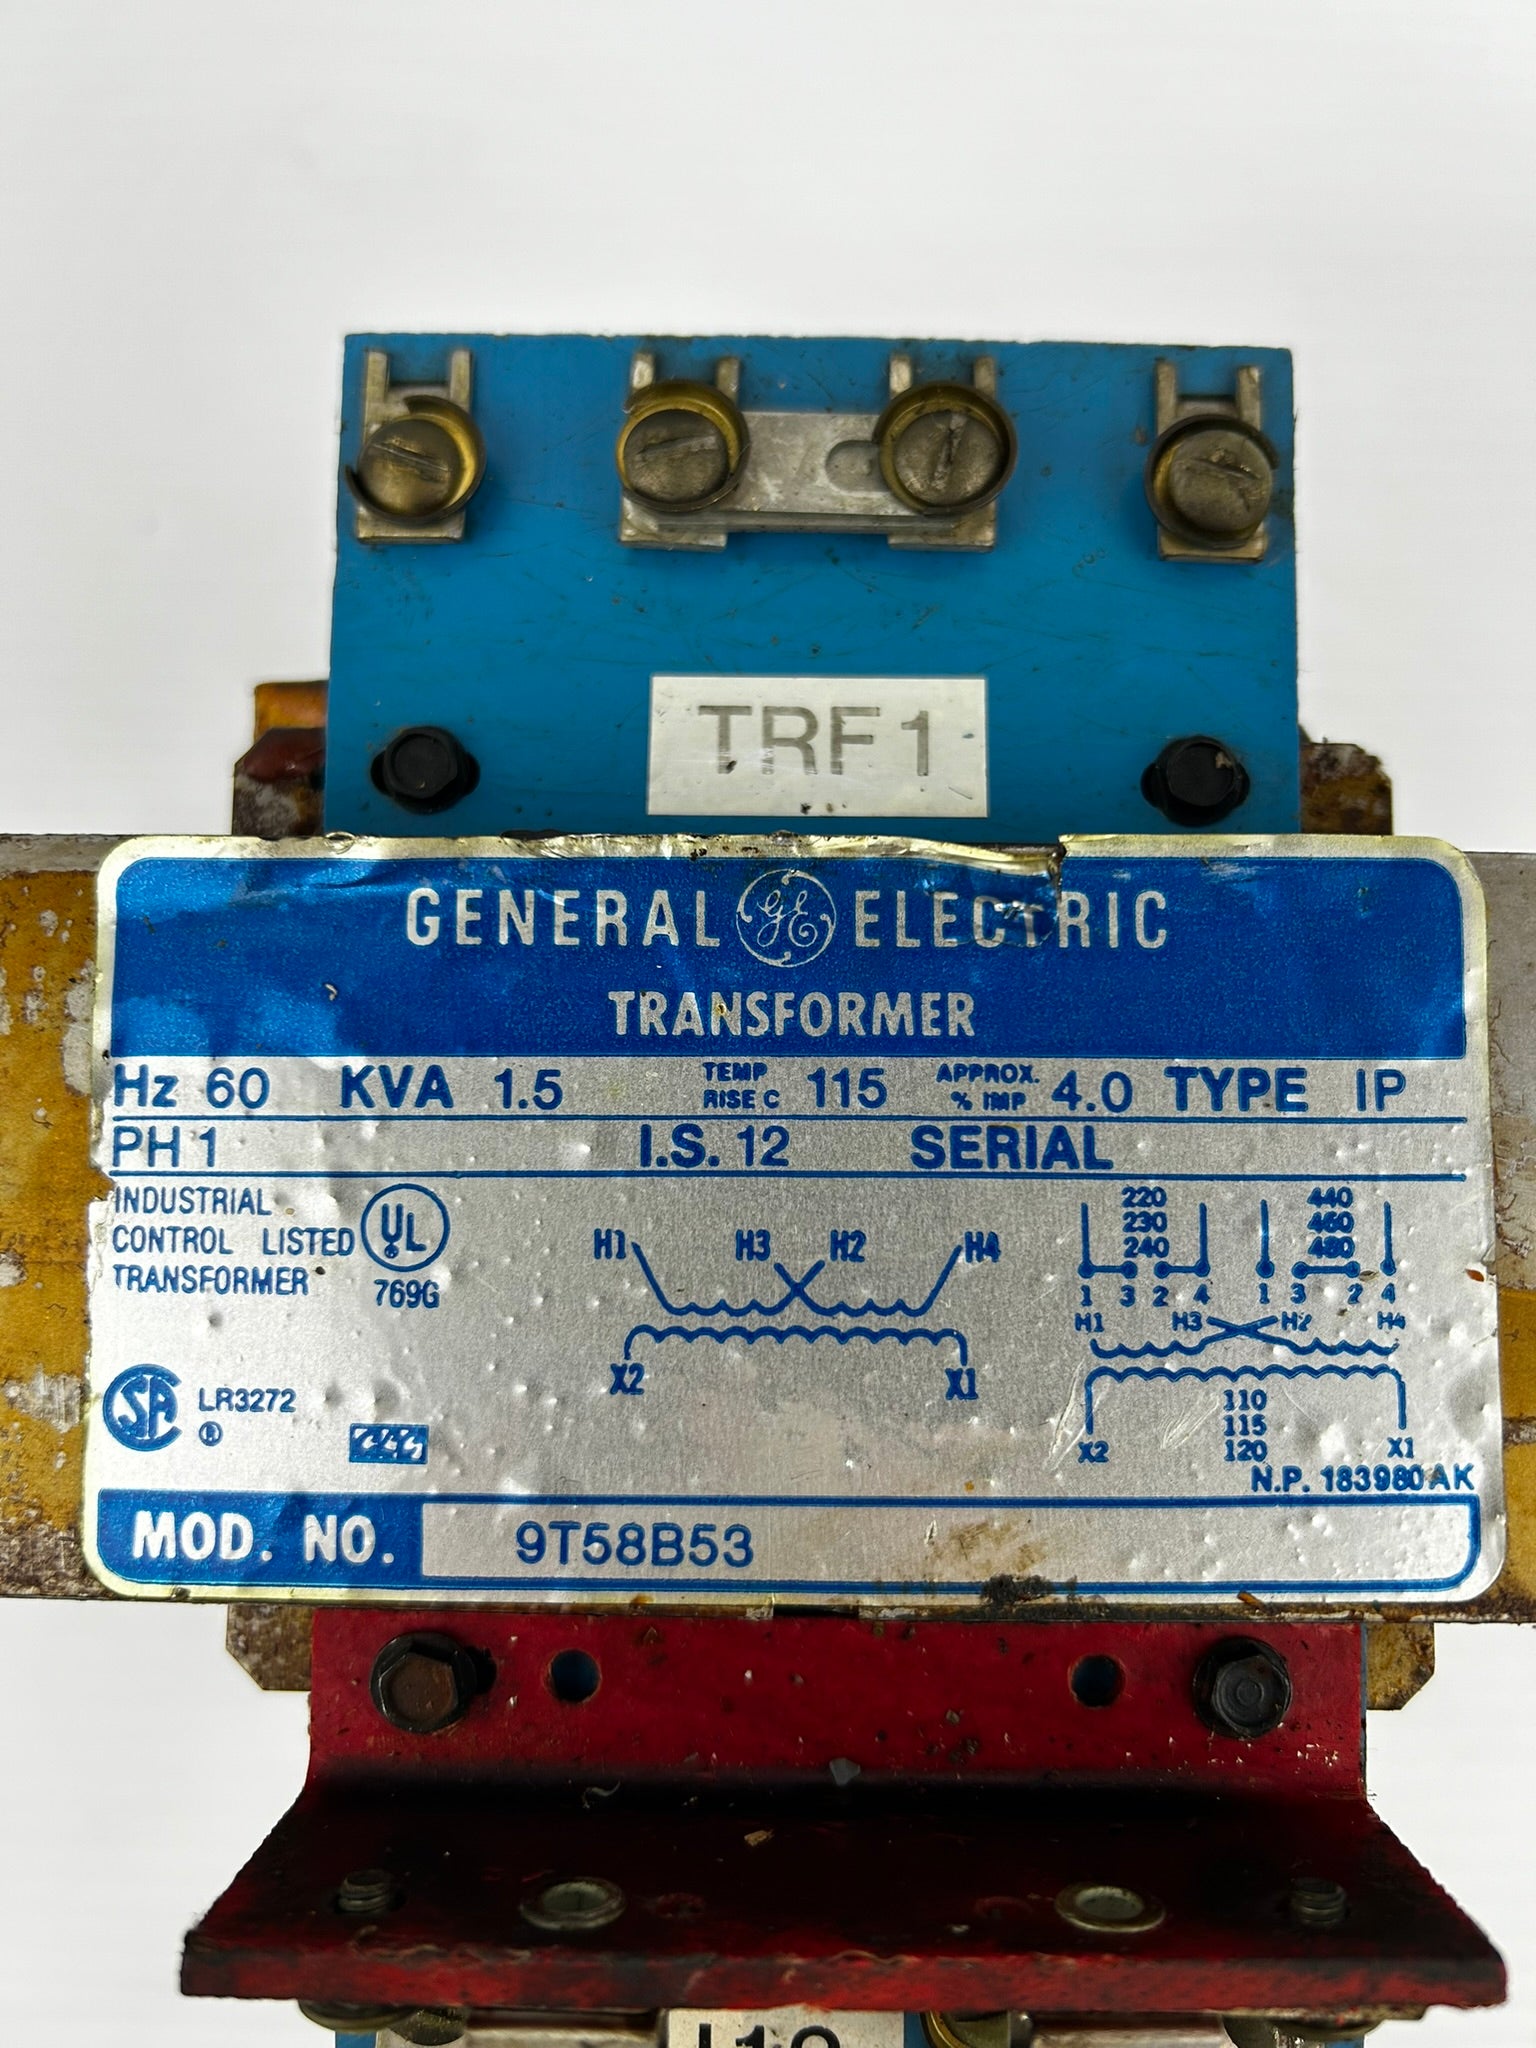 TRF1
GENERAL GE ELECTRIC
TRANSFORMER
Hz 60 KVA 1.5 TEMP RISE C 115 APPROX. % IMP 4.0 TYPE IP
PH 1 I.S. 12 SERIAL
INDUSTRIAL
CONTROL LISTED
TRANSFORMER
UL
769G
H1 H3 H2 H4
X2 X1
220 440
230 460
240 480
1 3 2 4 1 3 2 4
H1 H3 H2 H4
110
115
X2 120 X1
SA LR3272
N.P. 183980AK
MOD. NO. 9T58B53